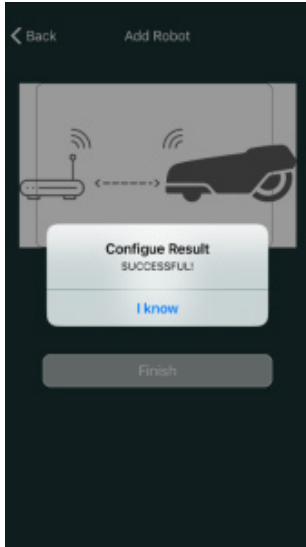 Back
Add Robot
Configue Result
SUCCESSFUL!
I know
Finish